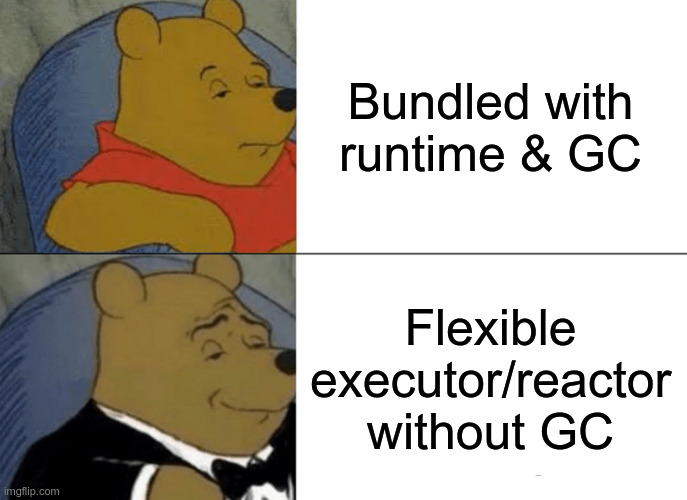 Bundled with
runtime & GC
Flexible
executor/reactor
without GC
imgflip.com